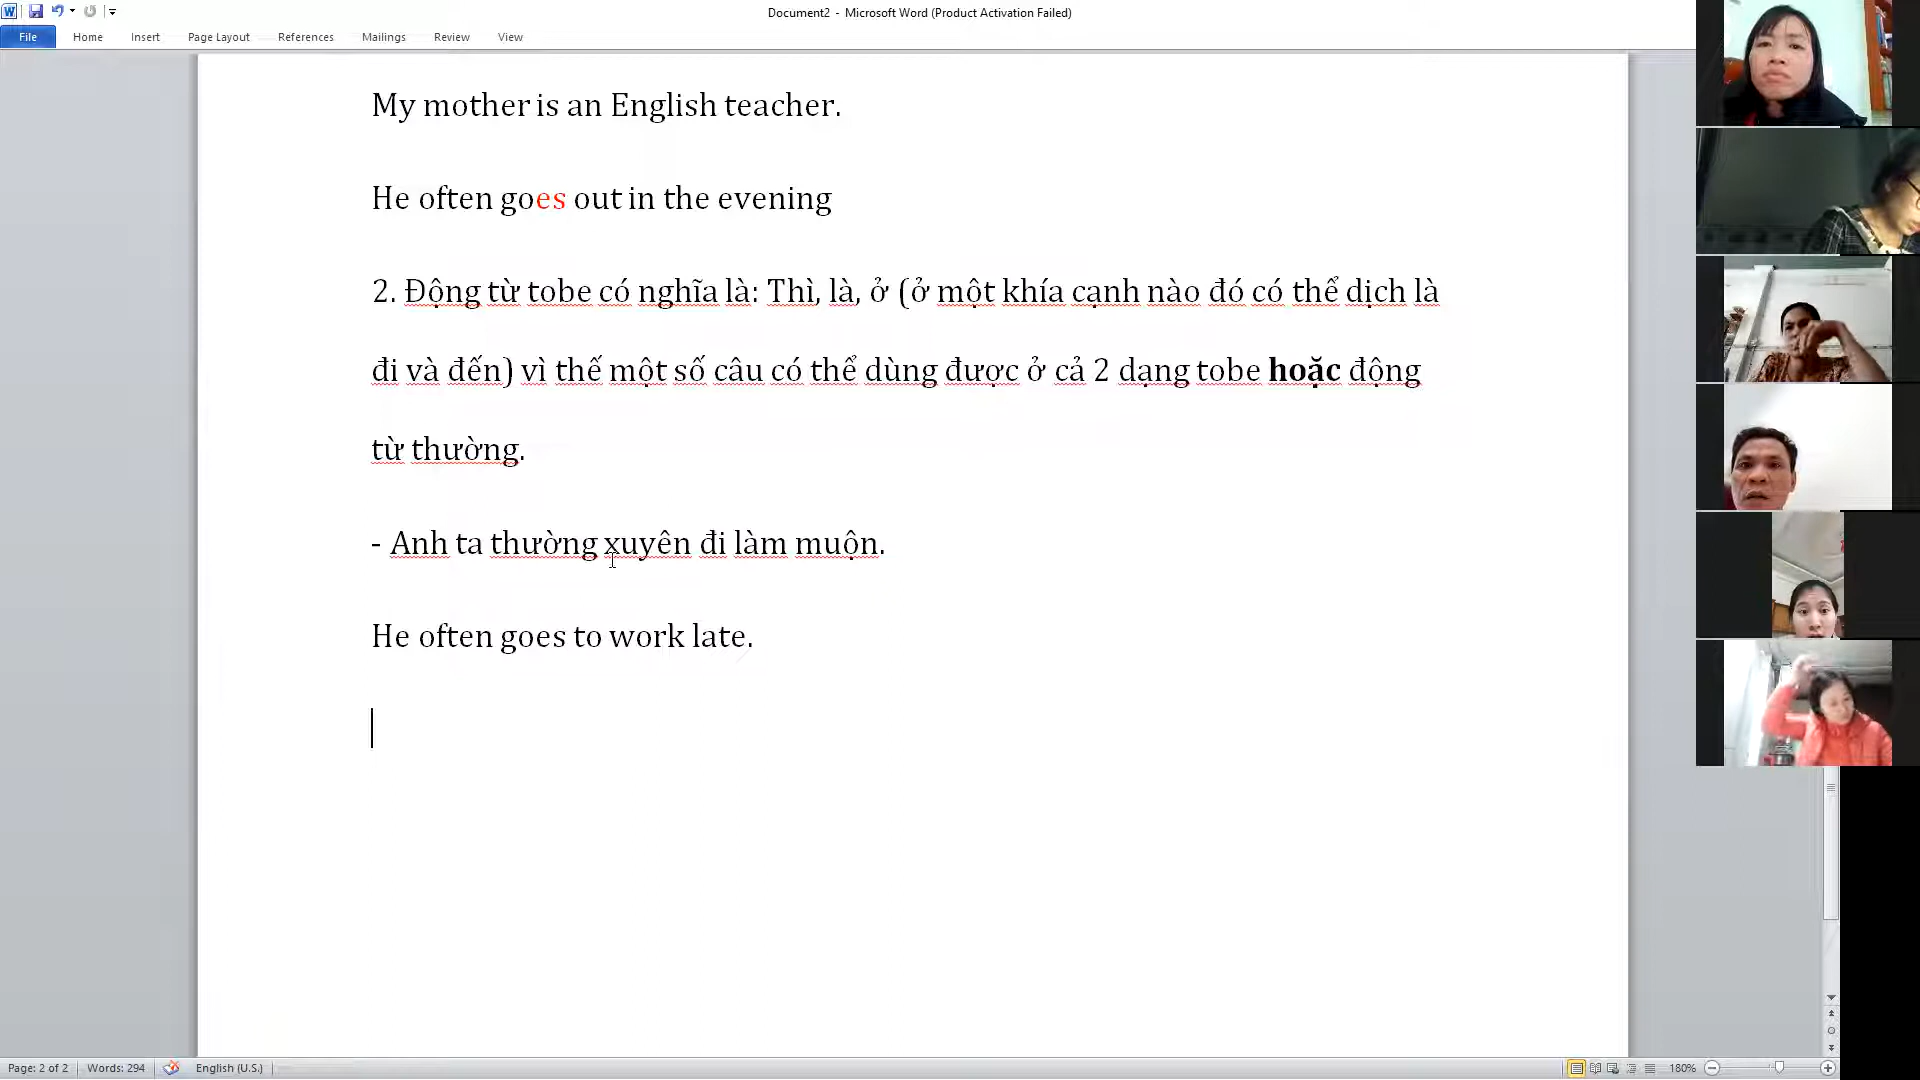 Document2 - Microsoft Word (Product Activation Failed)
File Home Insert Page Layout References Mailings Review View
My mother is an English teacher.
He often goes out in the evening
2. Động từ tobe có nghĩa là: Thì, là, ở (ở một khía cạnh nào đó có thể dịch là
đi và đến) vì thế một số câu có thể dùng được ở cả 2 dạng tobe hoặc động
từ thường.
- Anh ta thường xuyên đi làm muộn.
He often goes to work late.
Page: 2 of 2 Words: 294 English (U.S.) 180%